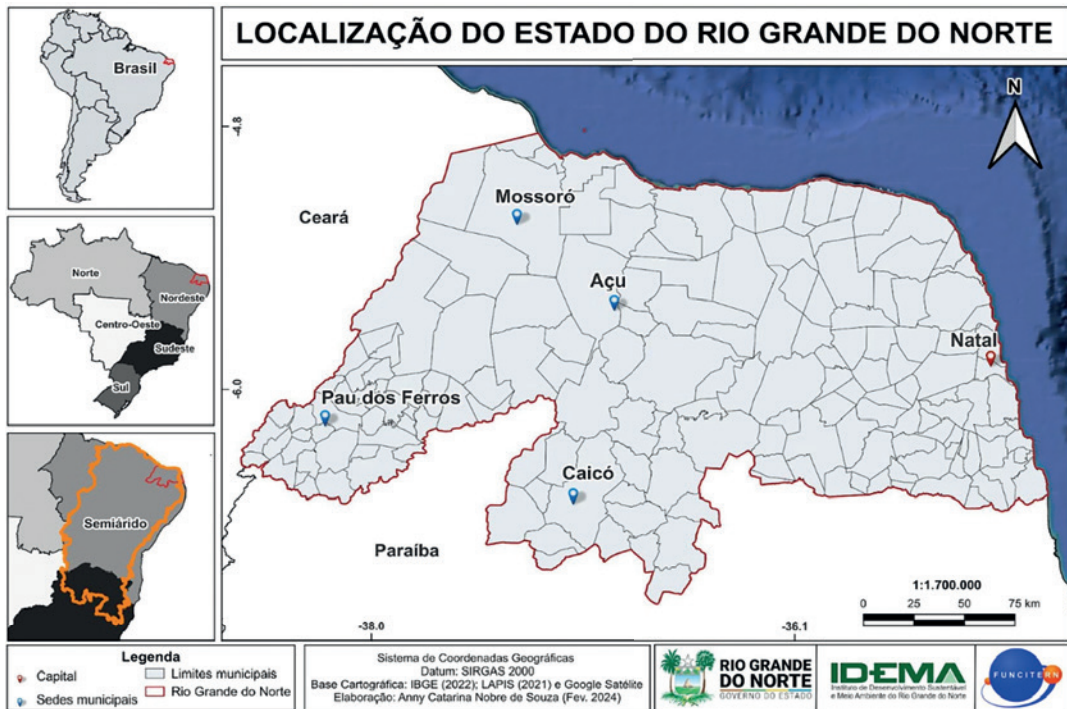 LOCALIZAÇÃO DO ESTADO DO RIO GRANDE DO NORTE
Brasil
Norte
Nordeste
Centro-Oeste
Sudeste
Sul
Semiárido
N
-4.8
-6.0
Ceará
Mossoró
Açu
Natal
Pau dos Ferros
Caicó
Paraíba
1:1.700.000
0 25 50 75 km
-38.0
-36.1
Legenda
Capital
Sedes municipais
Limites municipais
Rio Grande do Norte
Sistema de Coordenadas Geográficas
Datum: SIRGAS 2000
Base Cartográfica: IBGE (2022); LAPIS (2021) e Google Satélite
Elaboração: Anny Catarina Nobre de Souza (Fev. 2024)
RIO GRANDE
DO NORTE
GOVERNO DO ESTADO
IDEMA
Instituto de Desenvolvimento Sustentável
e Meio Ambiente do Rio Grande do Norte
FUNCITERN